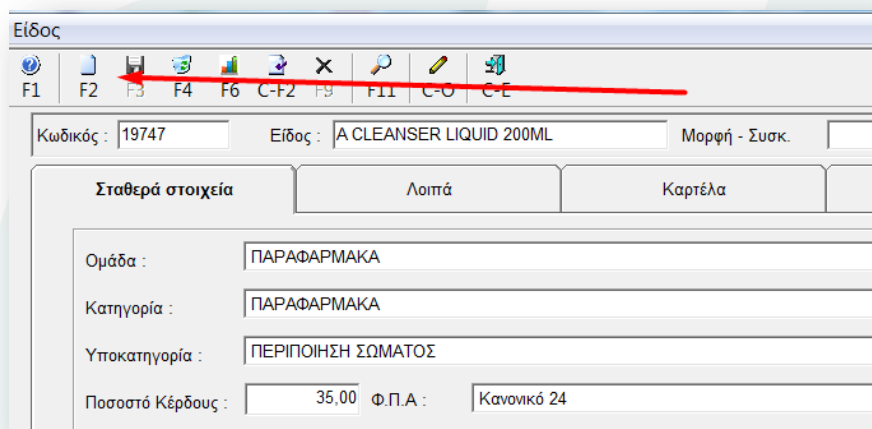 Είδος
F1 F2 F3 F4 F6 C-F2 F9 F11 C-O C-E
Κωδικός : 19747 Είδος : A CLEANSER LIQUID 200ML Μορφή - Συσκ.
Σταθερά στοιχεία Λοιπά Καρτέλα
Ομάδα : ΠΑΡΑΦΑΡΜΑΚΑ
Κατηγορία : ΠΑΡΑΦΑΡΜΑΚΑ
Υποκατηγορία : ΠΕΡΙΠΟΙΗΣΗ ΣΩΜΑΤΟΣ
Ποσοστό Κέρδους : 35,00 Φ.Π.Α : Κανονικό 24